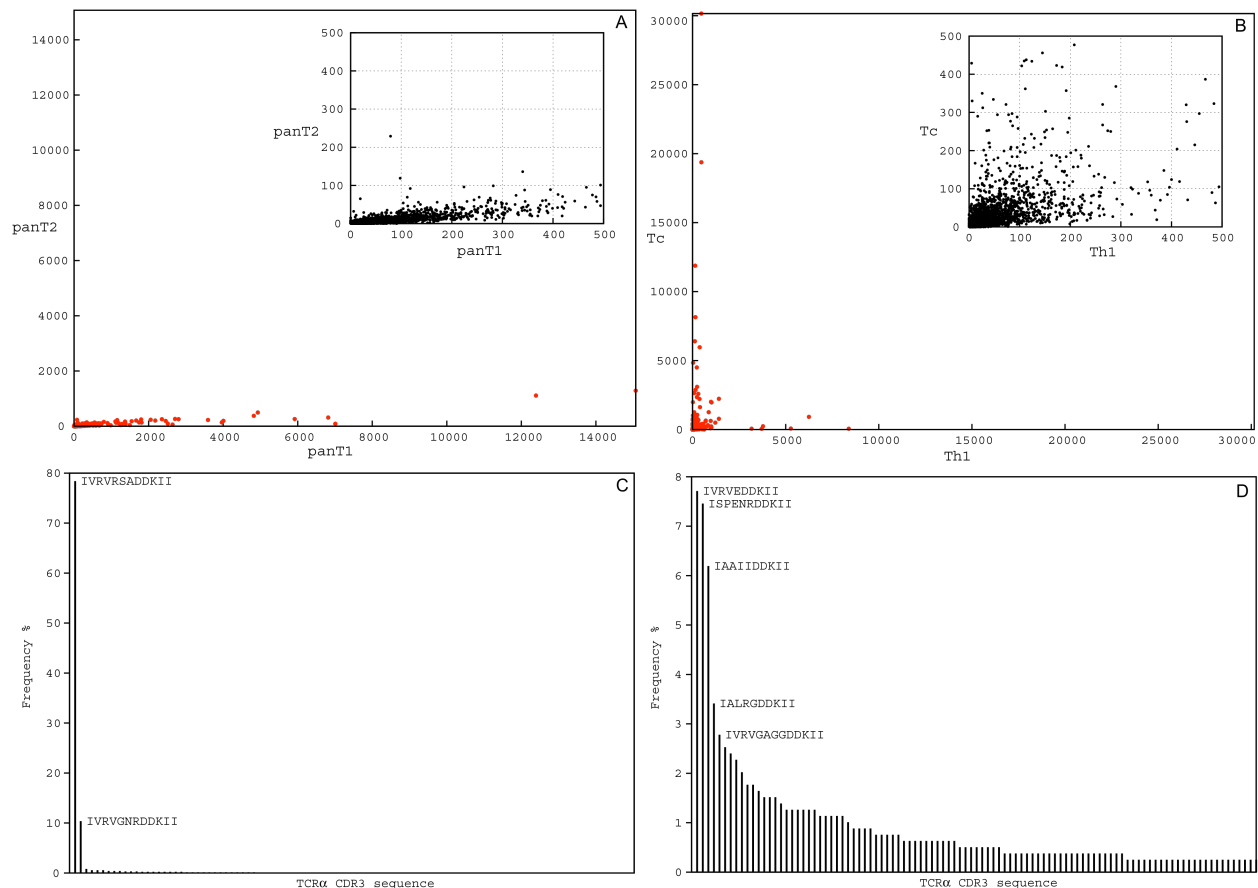 A
14000
12000
10000
8000
6000
4000
2000
0
panT2
0 2000 4000 6000 8000 10000 12000 14000
panT1
500
400
300
200
100
0
panT2
0 100 200 300 400 500
panT1
B
30000
25000
20000
15000
10000
5000
0
Tc
0 5000 10000 15000 20000 25000 30000
Th1
500
400
300
200
100
0
Tc
0 100 200 300 400 500
Th1
C
80
70
60
50
40
30
20
10
0
Frequency %
IVRVRSADDKII
IVRVGNRDDKII
TCRα CDR3 sequence
D
8
7
6
5
4
3
2
1
0
Frequency %
IVRVEDDKII
ISPENRDDKII
IAAIIDDKII
IALRGDDKII
IVRVGAGGDDKII
TCRα CDR3 sequence